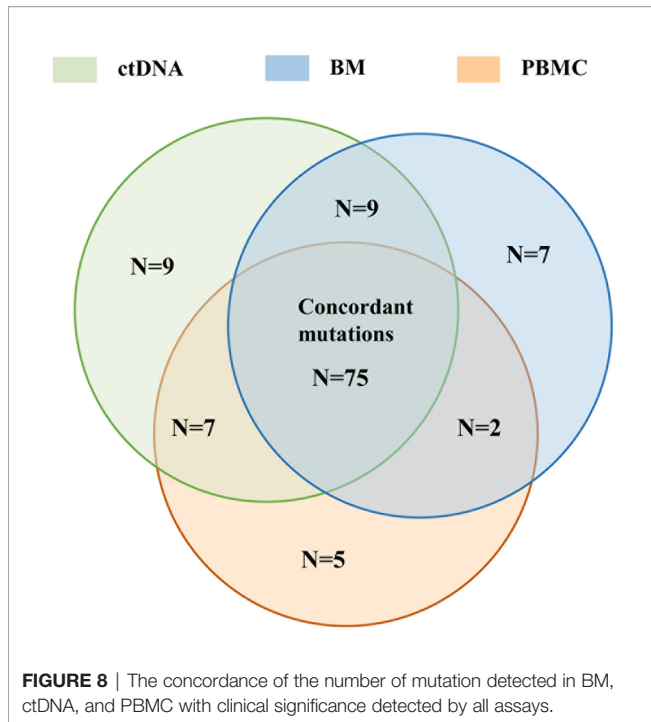 ctDNA BM PBMC
N=9
N=9
N=7
Concordant
mutations
N=75
N=7
N=2
N=5
FIGURE 8 | The concordance of the number of mutation detected in BM,
ctDNA, and PBMC with clinical significance detected by all assays.